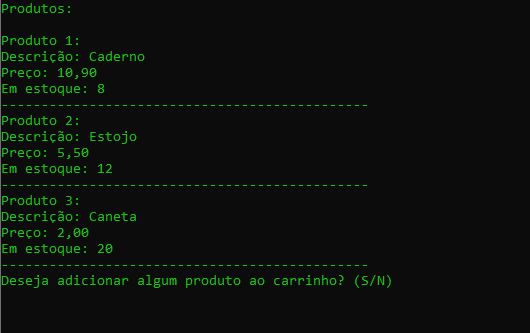 Produtos:
Produto 1:
Descrição: Caderno
Preço: 10,90
Em estoque: 8
----------------------------------------------
Produto 2:
Descrição: Estojo
Preço: 5,50
Em estoque: 12
----------------------------------------------
Produto 3:
Descrição: Caneta
Preço: 2,00
Em estoque: 20
----------------------------------------------
Deseja adicionar algum produto ao carrinho? (S/N)